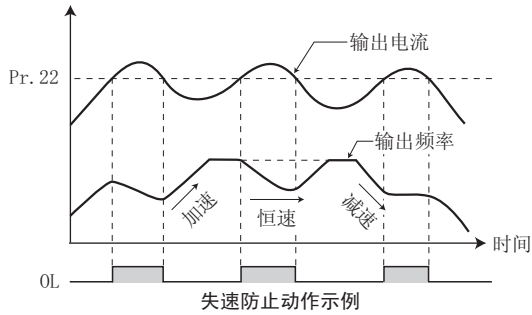 输出电流
Pr.22
输出频率
加速
恒速
减速
时间
OL
失速防止动作示例